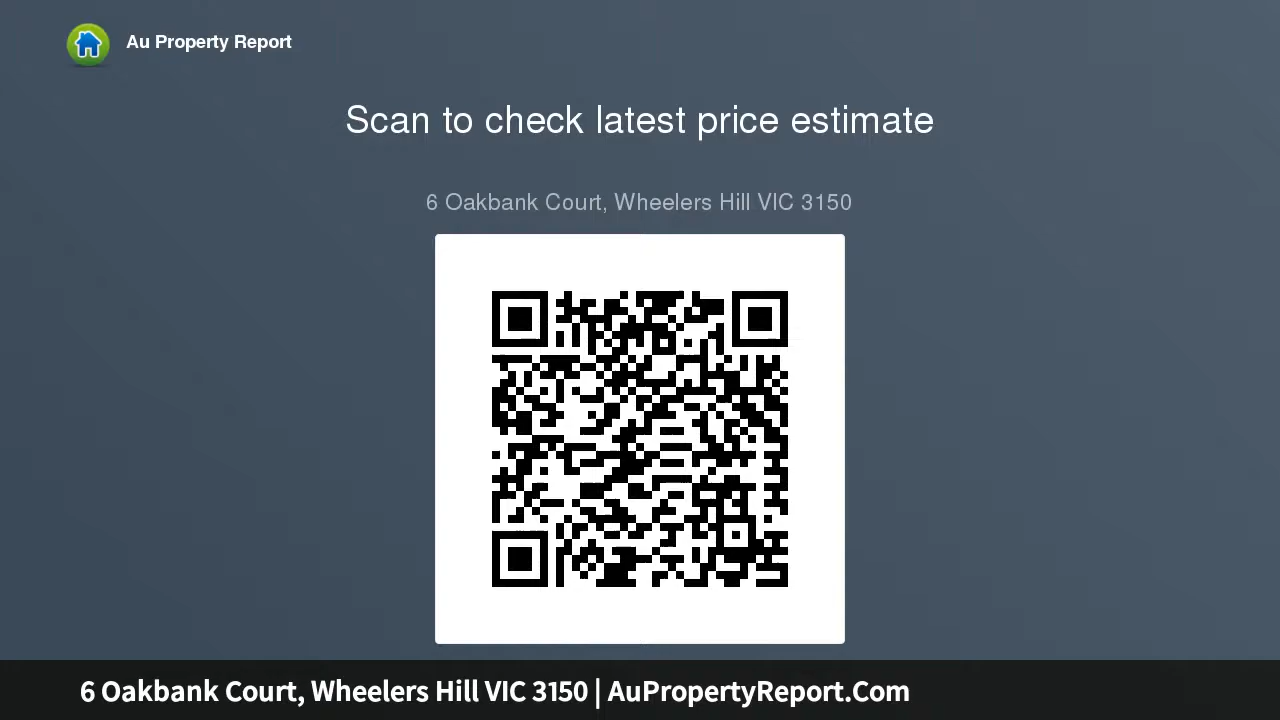 Au Property Report
Scan to check latest price estimate
6 Oakbank Court, Wheelers Hill VIC 3150
6 Oakbank Court, Wheelers Hill VIC 3150 | AuPropertyReport.Com